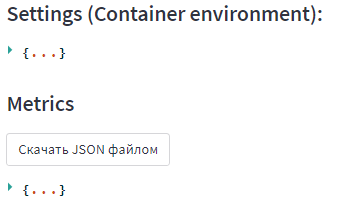 Settings (Container environment):
{...}
Metrics
Скачать JSON файлом
{...}